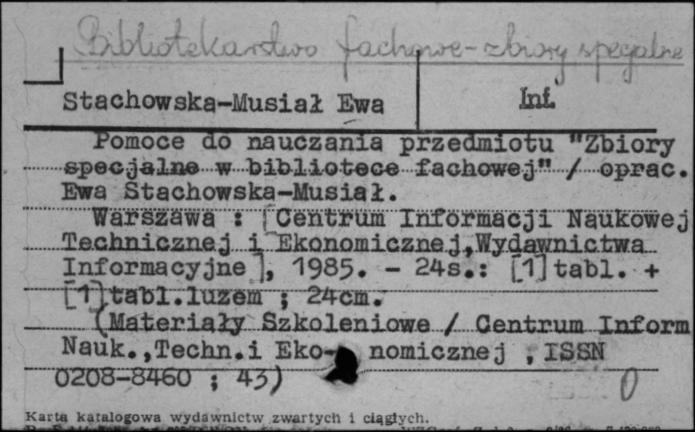 Bibliotekarstwo fachowe - zbiory specjalne
Stachowska-Musiał Ewa
Inf.
Pomoce do nauczania przedmiotu "Zbiory
specjalne w bibliotece fachowej" / oprac.
Ewa Stachowska-Musiał.
Warszawa : [Centrum Informacji Naukowej
Technicznej i Ekonomicznej,Wydawnictwa
Informacyjne], 1985. - 24s.: [1] tabl. +
[1] tabl.luzem ; 24cm.
(Materiały Szkoleniowe / Centrum Inform
Nauk.,Techn.i Eko- nomicznej , ISSN
0208-8460 ; 43)
0
Karta katalogowa wydawnictw zwartych i ciągłych.